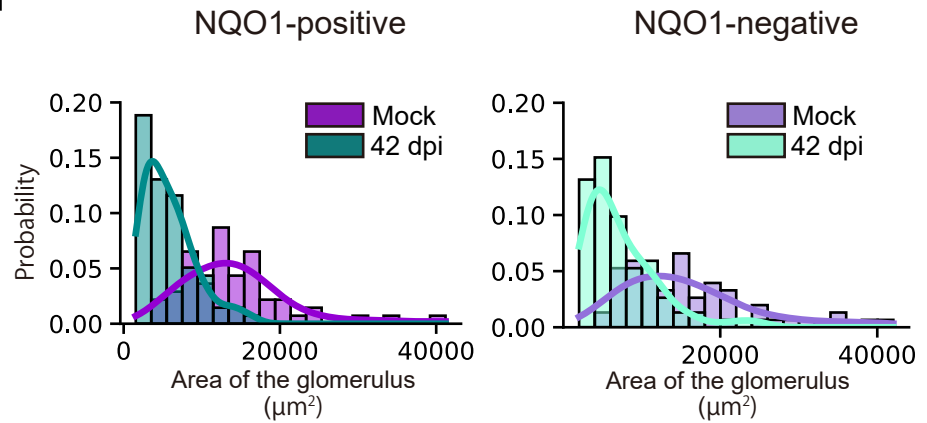 NQO1-positive
NQO1-negative
0.20
0.15
0.10
0.05
0.00
Probability
Mock
42 dpi
0
20000
40000
Area of the glomerulus
(μm²)
0.20
0.15
0.10
0.05
0.00
Mock
42 dpi
20000
40000
Area of the glomerulus
(μm²)